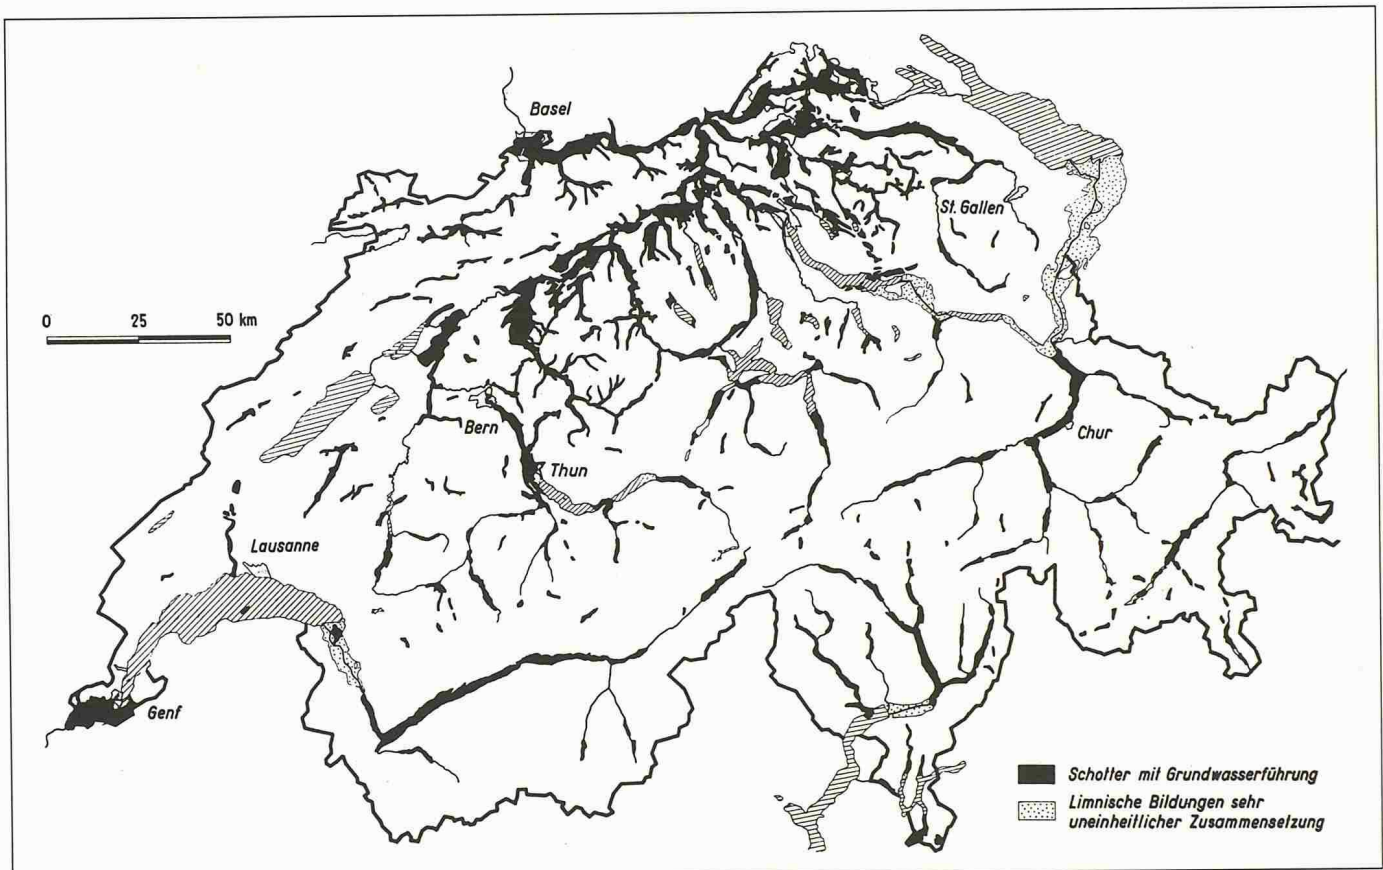 Basel
St. Gallen
0 25 50 km
Bern
Thun
Chur
Lausanne
Genf
Schotter mit Grundwasserführung
Limnische Bildungen sehr
uneinheitlicher Zusammensetzung